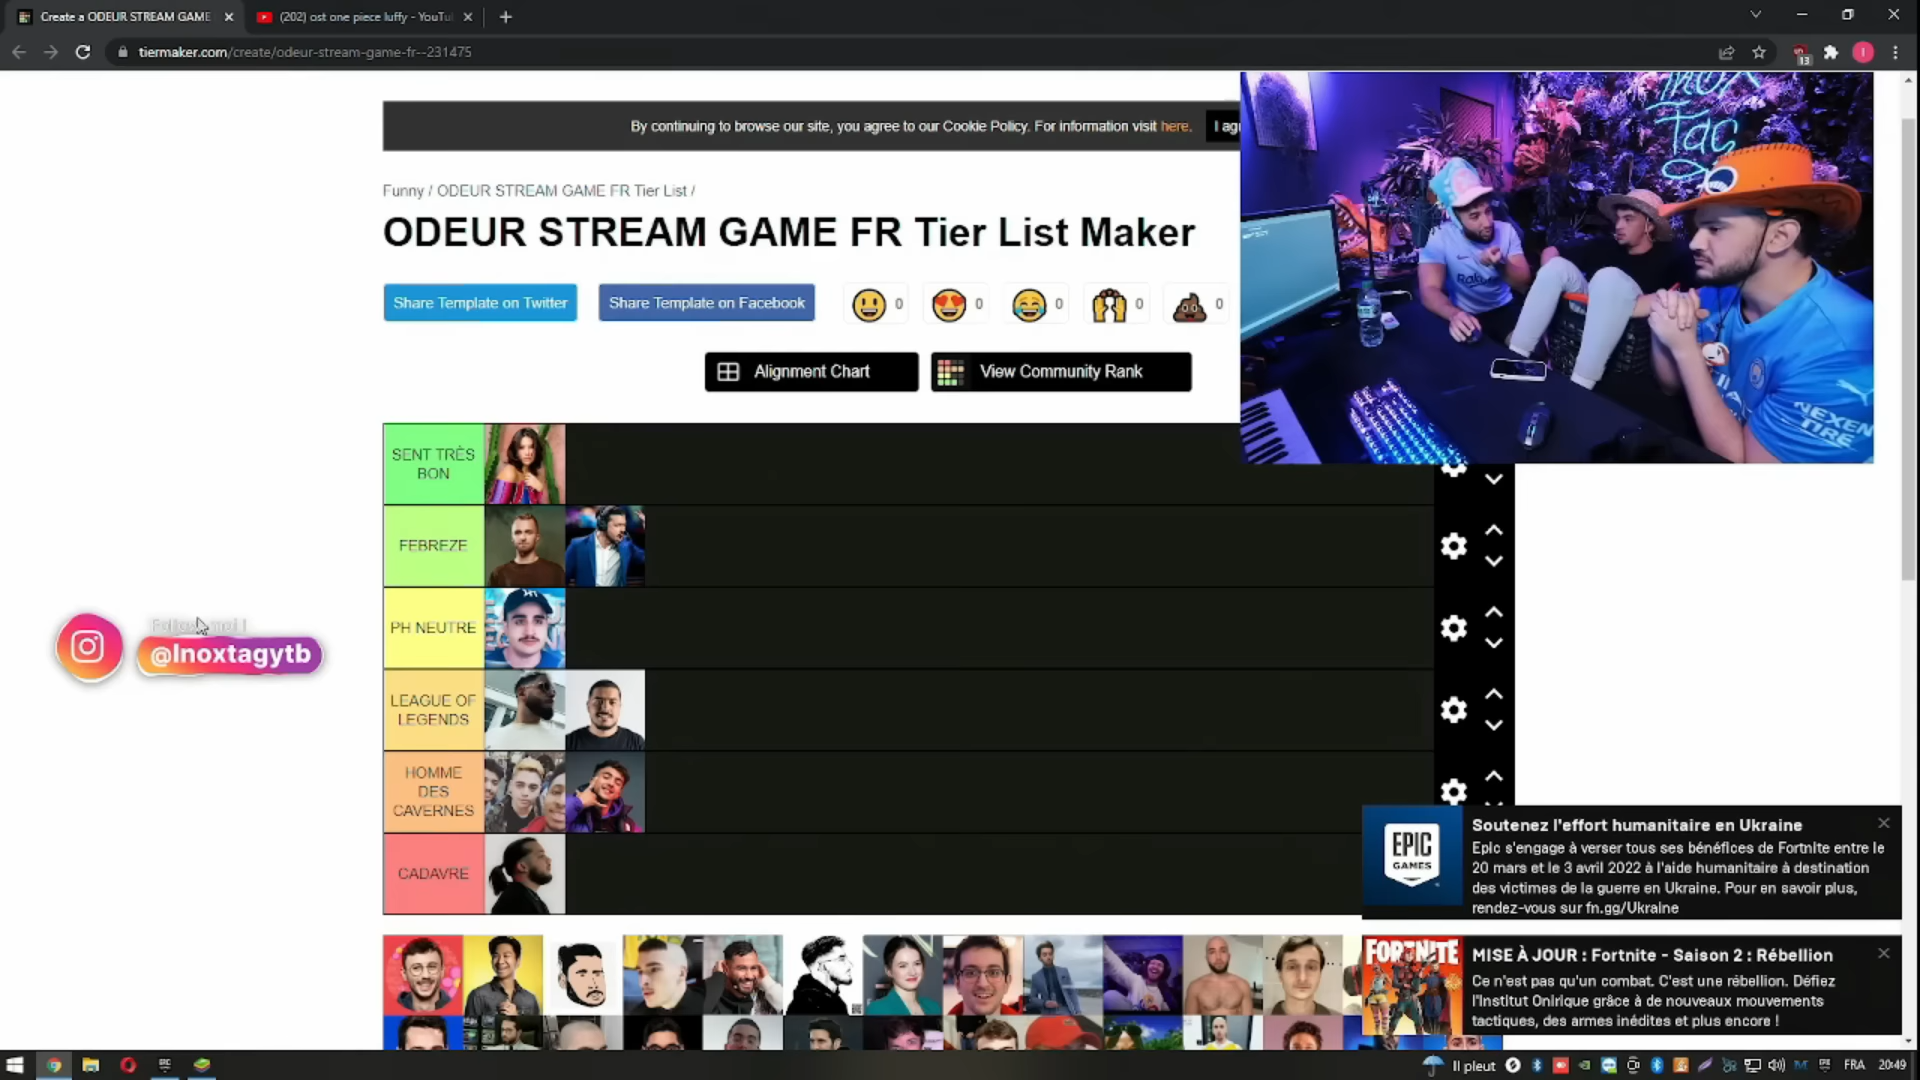 Create a ODEUR STREAM GAME
(202) ost one piece luffy - YouTu
tiermaker.com/create/odeur-stream-game-fr--231475
13
I
By continuing to browse our site, you agree to our Cookie Policy. For information visit here.
I agr
Funny / ODEUR STREAM GAME FR Tier List /
ODEUR STREAM GAME FR Tier List Maker
Share Template on Twitter
Share Template on Facebook
0
0
0
0
0
Alignment Chart
View Community Rank
Tac
NEXEN
TIRE
SENT TRÈS
BON
FEBREZE
PH NEUTRE
LEAGUE OF
LEGENDS
HOMME
DES
CAVERNES
CADAVRE
@Inoxtagytb
EPIC
GAMES
Soutenez l'effort humanitaire en Ukraine
Epic s'engage à verser tous ses bénéfices de Fortnite entre le
20 mars et le 3 avril 2022 à l'aide humanitaire à destination
des victimes de la guerre en Ukraine. Pour en savoir plus,
rendez-vous sur fn.gg/Ukraine
FORTNITE
MISE À JOUR : Fortnite - Saison 2 : Rébellion
Ce n'est pas qu'un combat. C'est une rébellion. Défiez
l'Institut Onirique grâce à de nouveaux mouvements
tactiques, des armes inédites et plus encore !
Il pleut
FRA
20:49